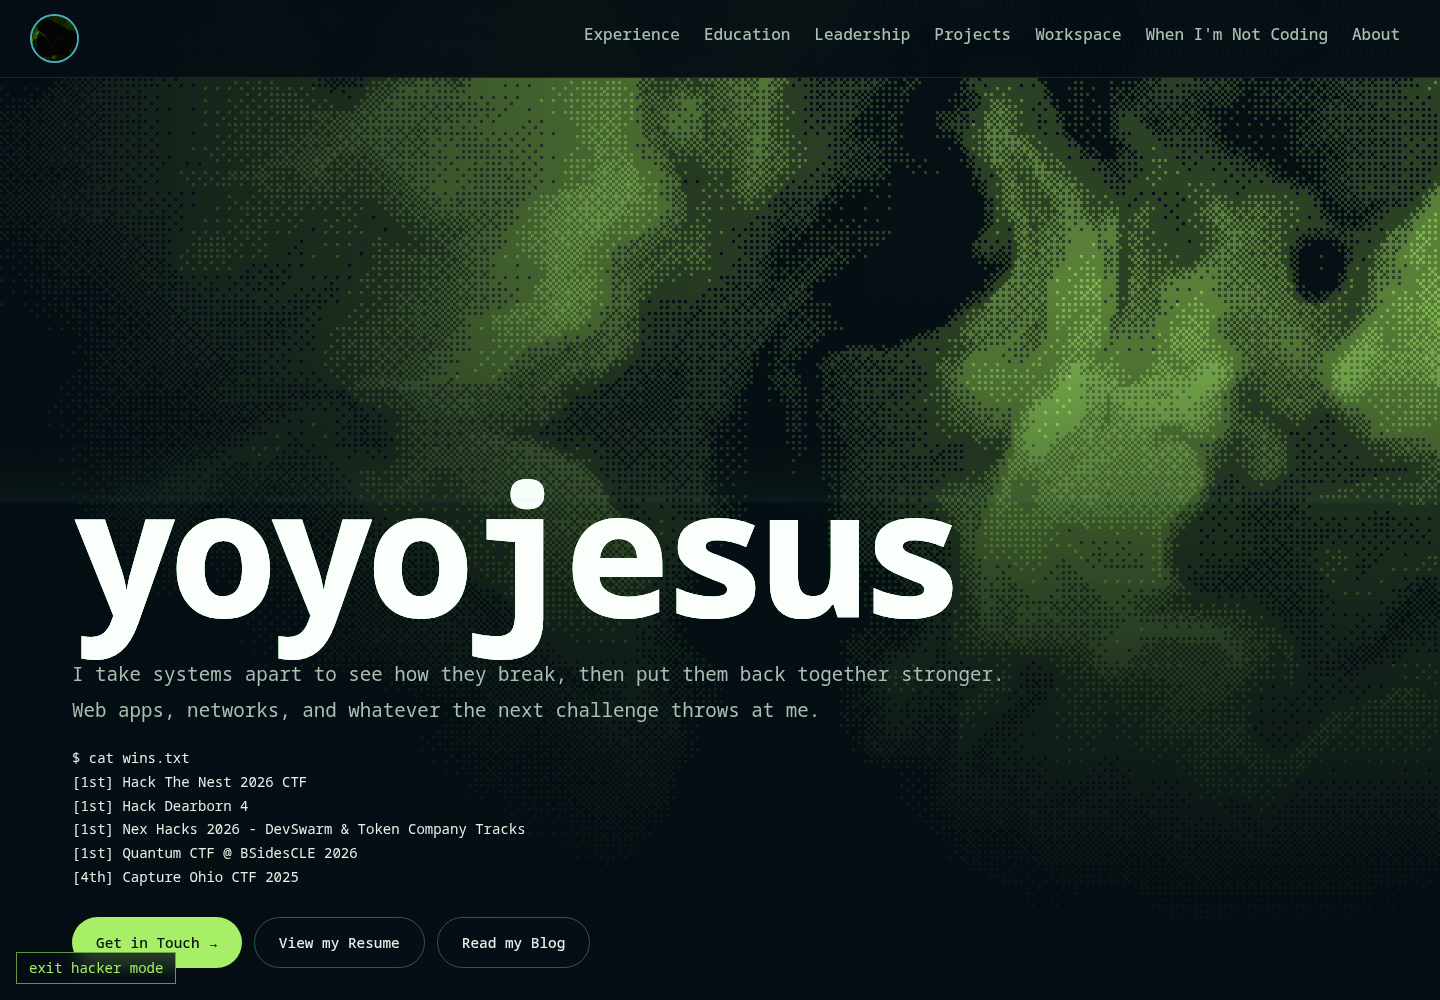 Experience Education Leadership Projects Workspace When I'm Not Coding About
yoyojesus
I take systems apart to see how they break, then put them back together stronger.
Web apps, networks, and whatever the next challenge throws at me.
$ cat wins.txt
[1st] Hack The Nest 2026 CTF
[1st] Hack Dearborn 4
[1st] Nex Hacks 2026 - DevSwarm & Token Company Tracks
[1st] Quantum CTF @ BSidesCLE 2026
[4th] Capture Ohio CTF 2025
Get in Touch → View my Resume Read my Blog
exit hacker mode